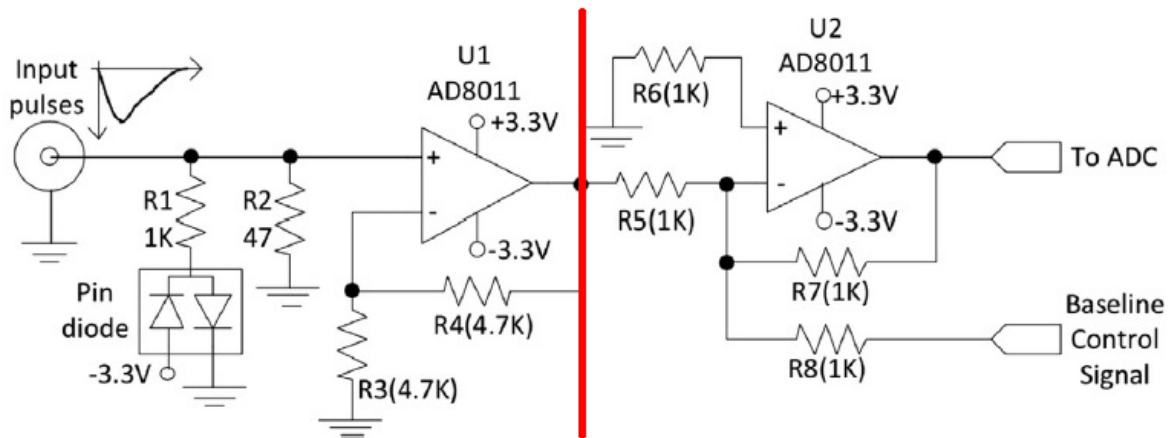 Input
pulses
U1
AD8011
+3.3V
+
-
-3.3V
R1
1K
R2
47
Pin
diode
-3.3V
R4(4.7K)
R3(4.7K)
U2
AD8011
R6(1K)
+3.3V
+
-
-3.3V
R5(1K)
To ADC
R7(1K)
R8(1K)
Baseline
Control
Signal